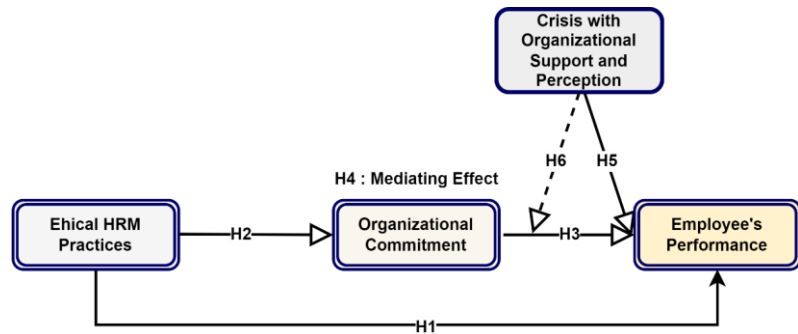 Crisis with
Organizational
Support and
Perception
H6
H5
H4 : Mediating Effect
Ehical HRM
Practices
H2
Organizational
Commitment
H3
Employee's
Performance
H1